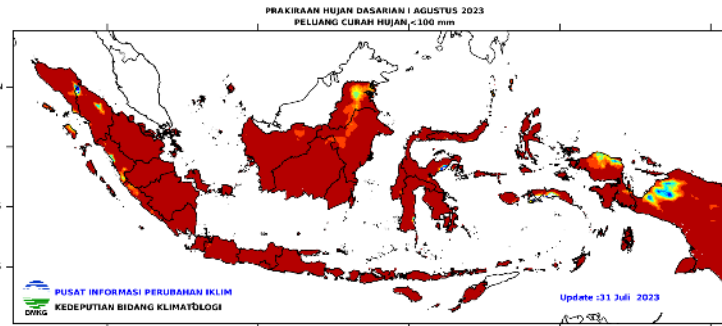 PRAKIRAAN HUJAN DASARIAN I AGUSTUS 2023
PELUANG CURAH HUJAN <100 mm
N
S
S
PUSAT INFORMASI PERUBAHAN IKLIM
KEDEPUTIAN BIDANG KLIMATOLOGI
BMKG
Update :31 Juli 2023